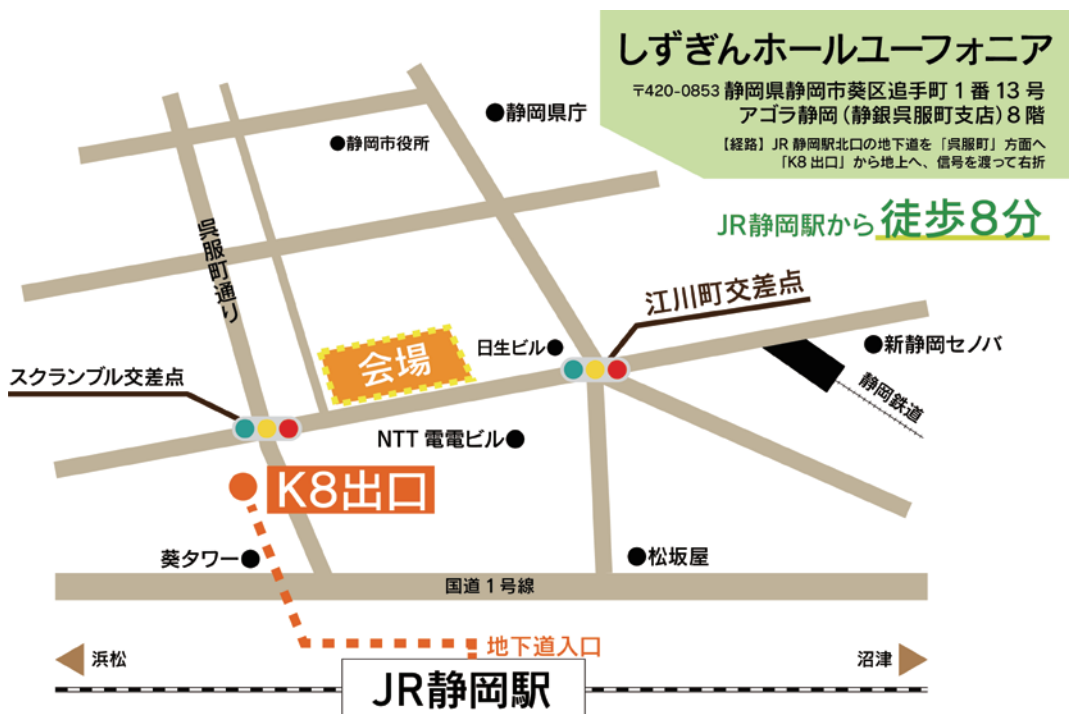 しずぎんホールユーフォニア
〒420-0853 静岡県静岡市葵区追手町1番13号
アゴラ静岡(静銀呉服町支店)8階
【経路】JR静岡駅北口の地下道を「呉服町」方面へ
「K8出口」から地上へ、信号を渡って右折
JR静岡駅から徒歩8分
静岡県庁
静岡市役所
呉服町通り
江川町交差点
日生ビル
新静岡セノバ
会場
スクランブル交差点
静岡鉄道
NTT電電ビル
K8出口
葵タワー
松坂屋
国道1号線
地下道入口
浜松
沼津
JR静岡駅